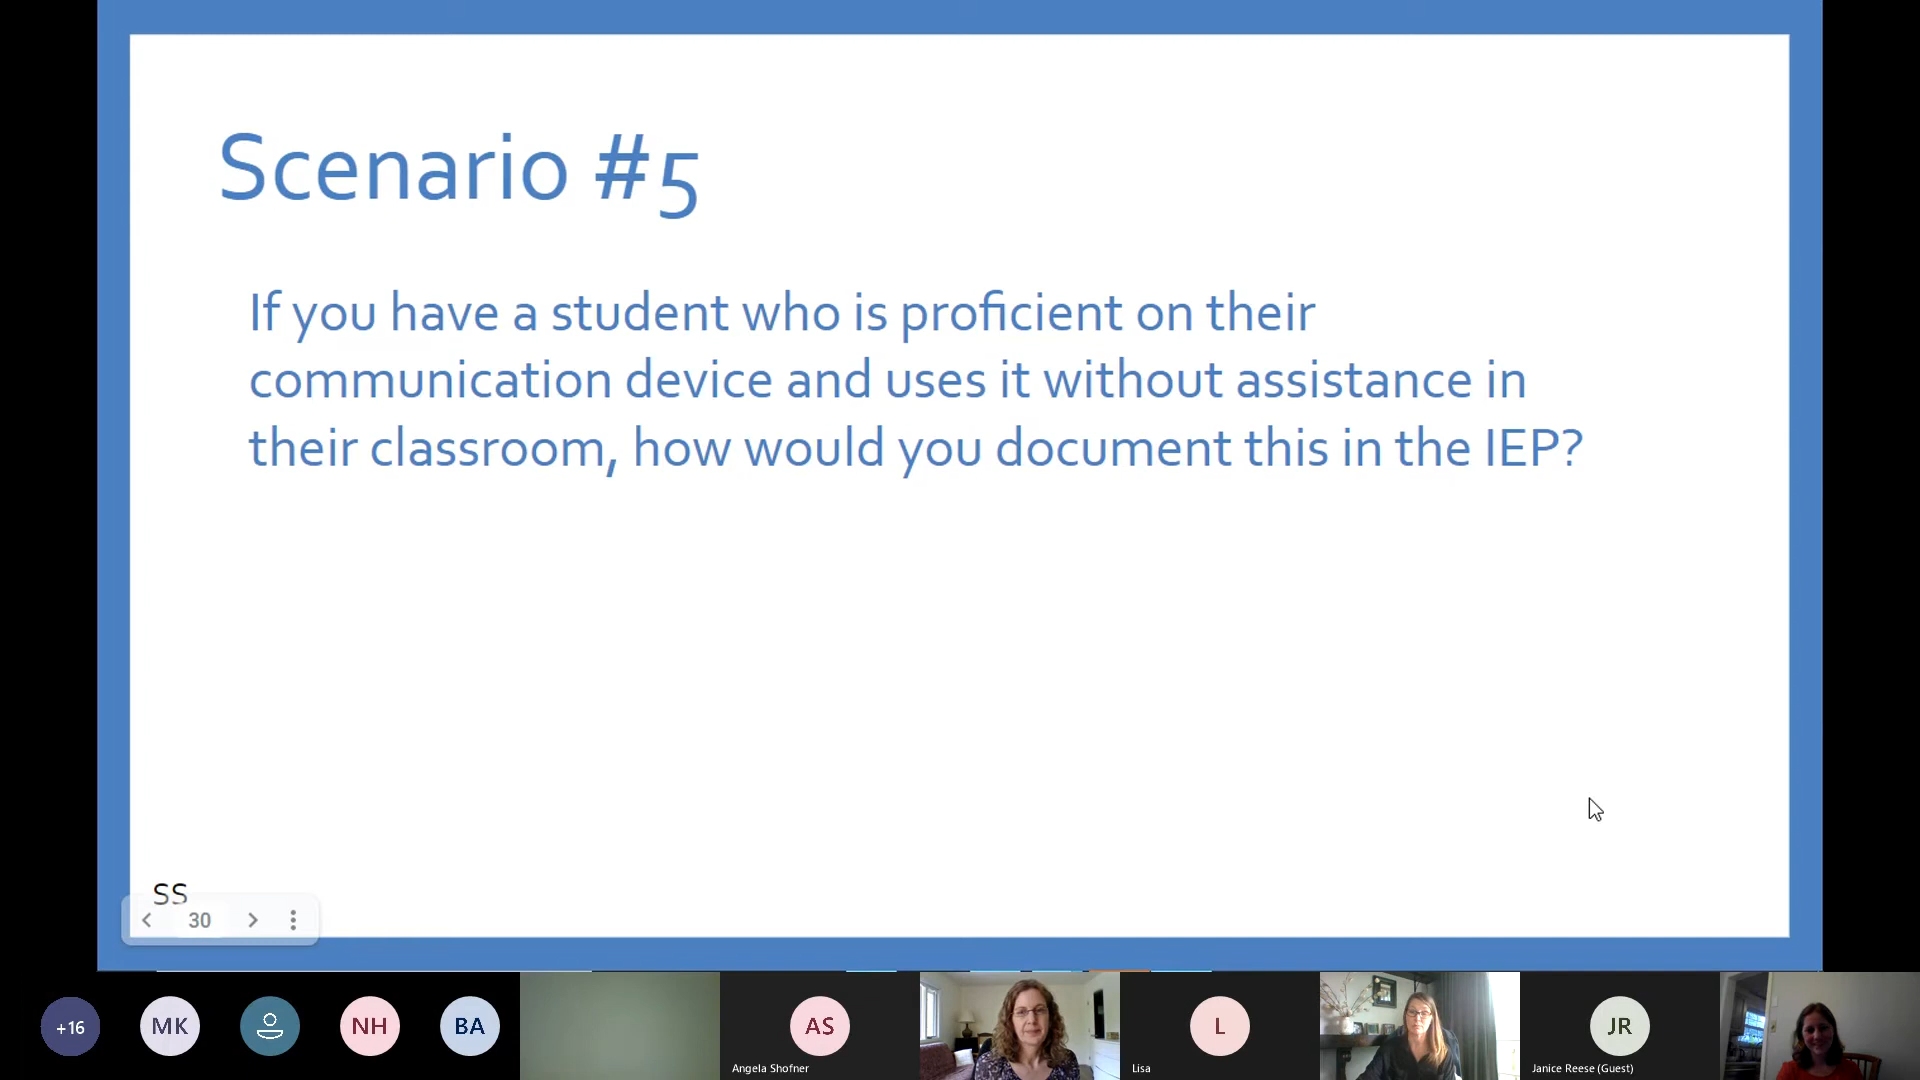 Scenario #5
If you have a student who is proficient on their
communication device and uses it without assistance in
their classroom, how would you document this in the IEP?
SS
30
+16
MK
NH
BA
AS
Angela Shofner
L
Lisa
JR
Janice Reese (Guest)